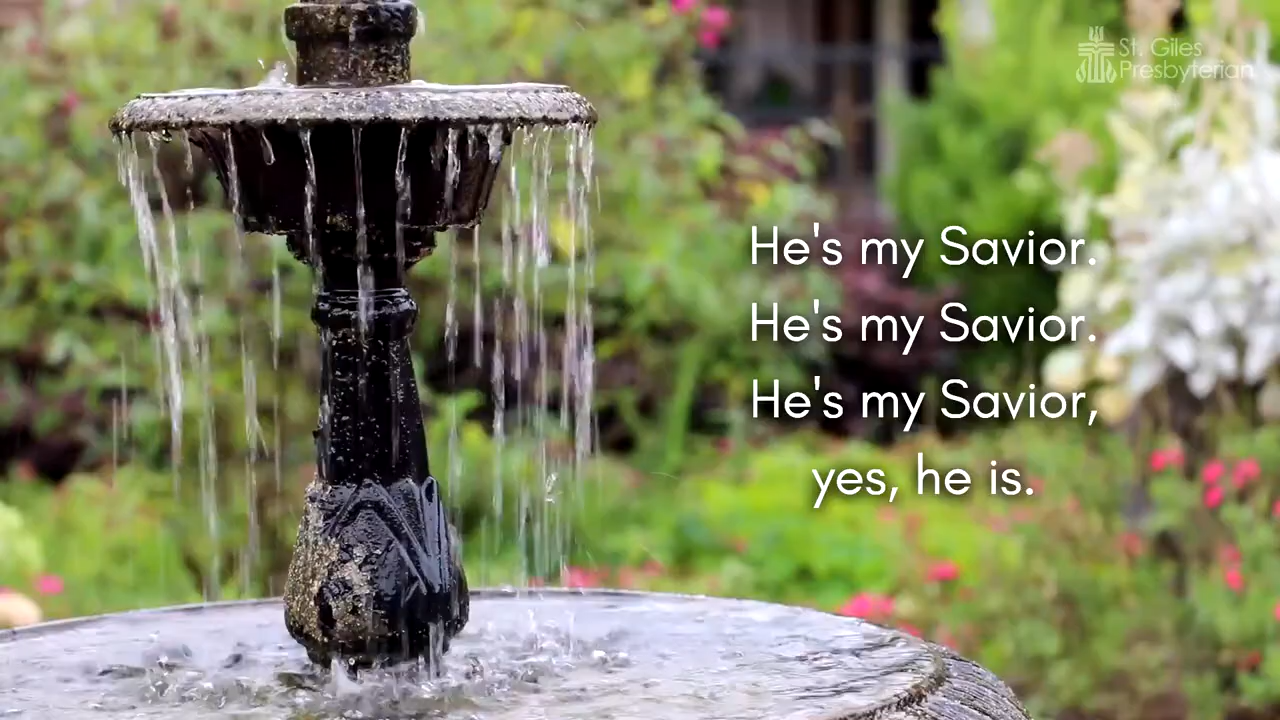 St. Giles
Presbyterian
He's my Savior.
He's my Savior.
He's my Savior,
yes, he is.